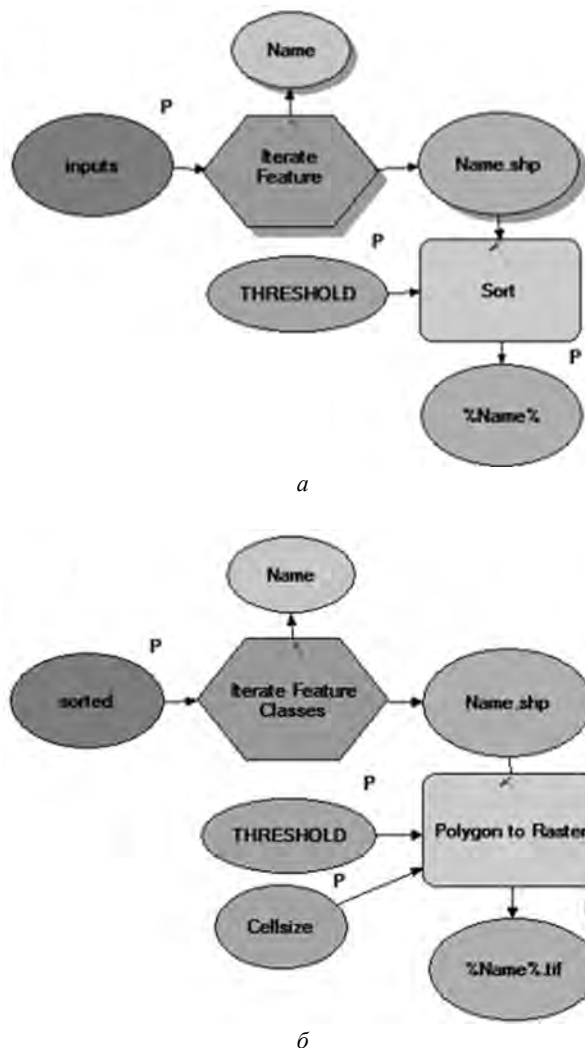 Name
P
inputs
Iterate
Feature
Name.shp
P
THRESHOLD
Sort
P
%Name%
а
Name
P
sorted
Iterate Feature
Classes
Name.shp
P
THRESHOLD
Polygon to Raster
P
Cellsize
%Name%.tif
б